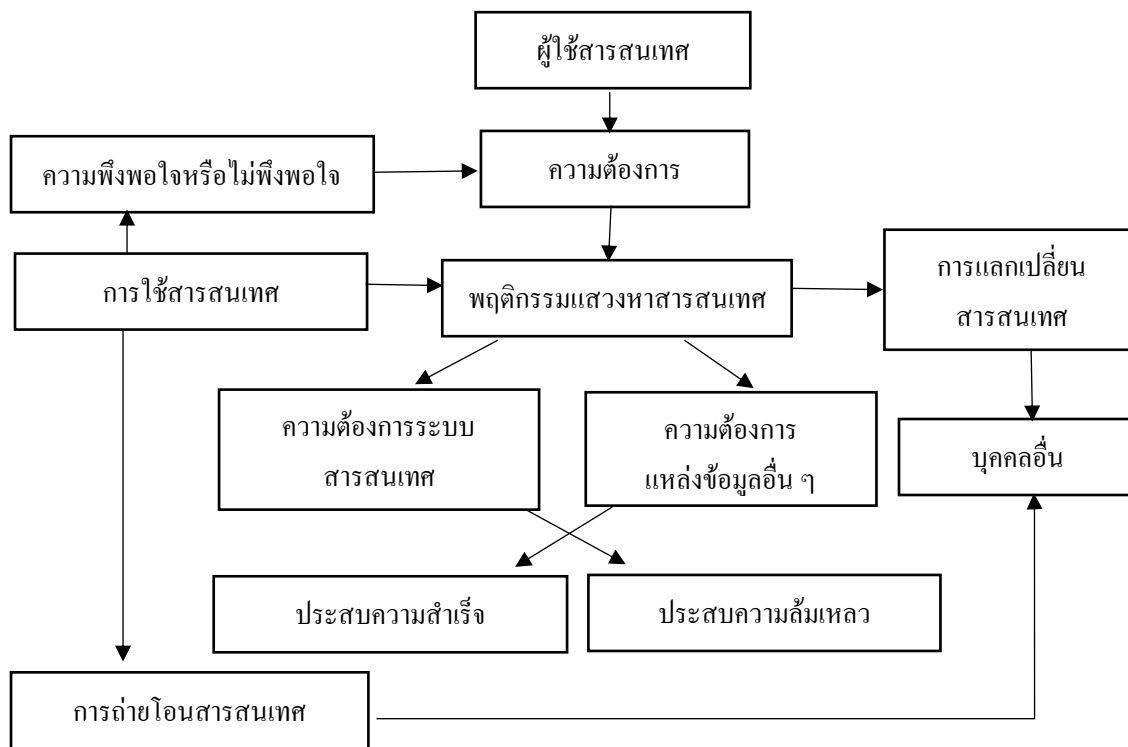 ผู้ใช้สารสนเทศ
ความพึงพอใจหรือไม่พึงพอใจ
ความต้องการ
การใช้สารสนเทศ
พฤติกรรมแสวงหาสารสนเทศ
การแลกเปลี่ยน
สารสนเทศ
ความต้องการระบบ
สารสนเทศ
ความต้องการ
แหล่งข้อมูลอื่น ๆ
บุคคลอื่น
ประสบความสำเร็จ
ประสบความล้มเหลว
การถ่ายโอนสารสนเทศ